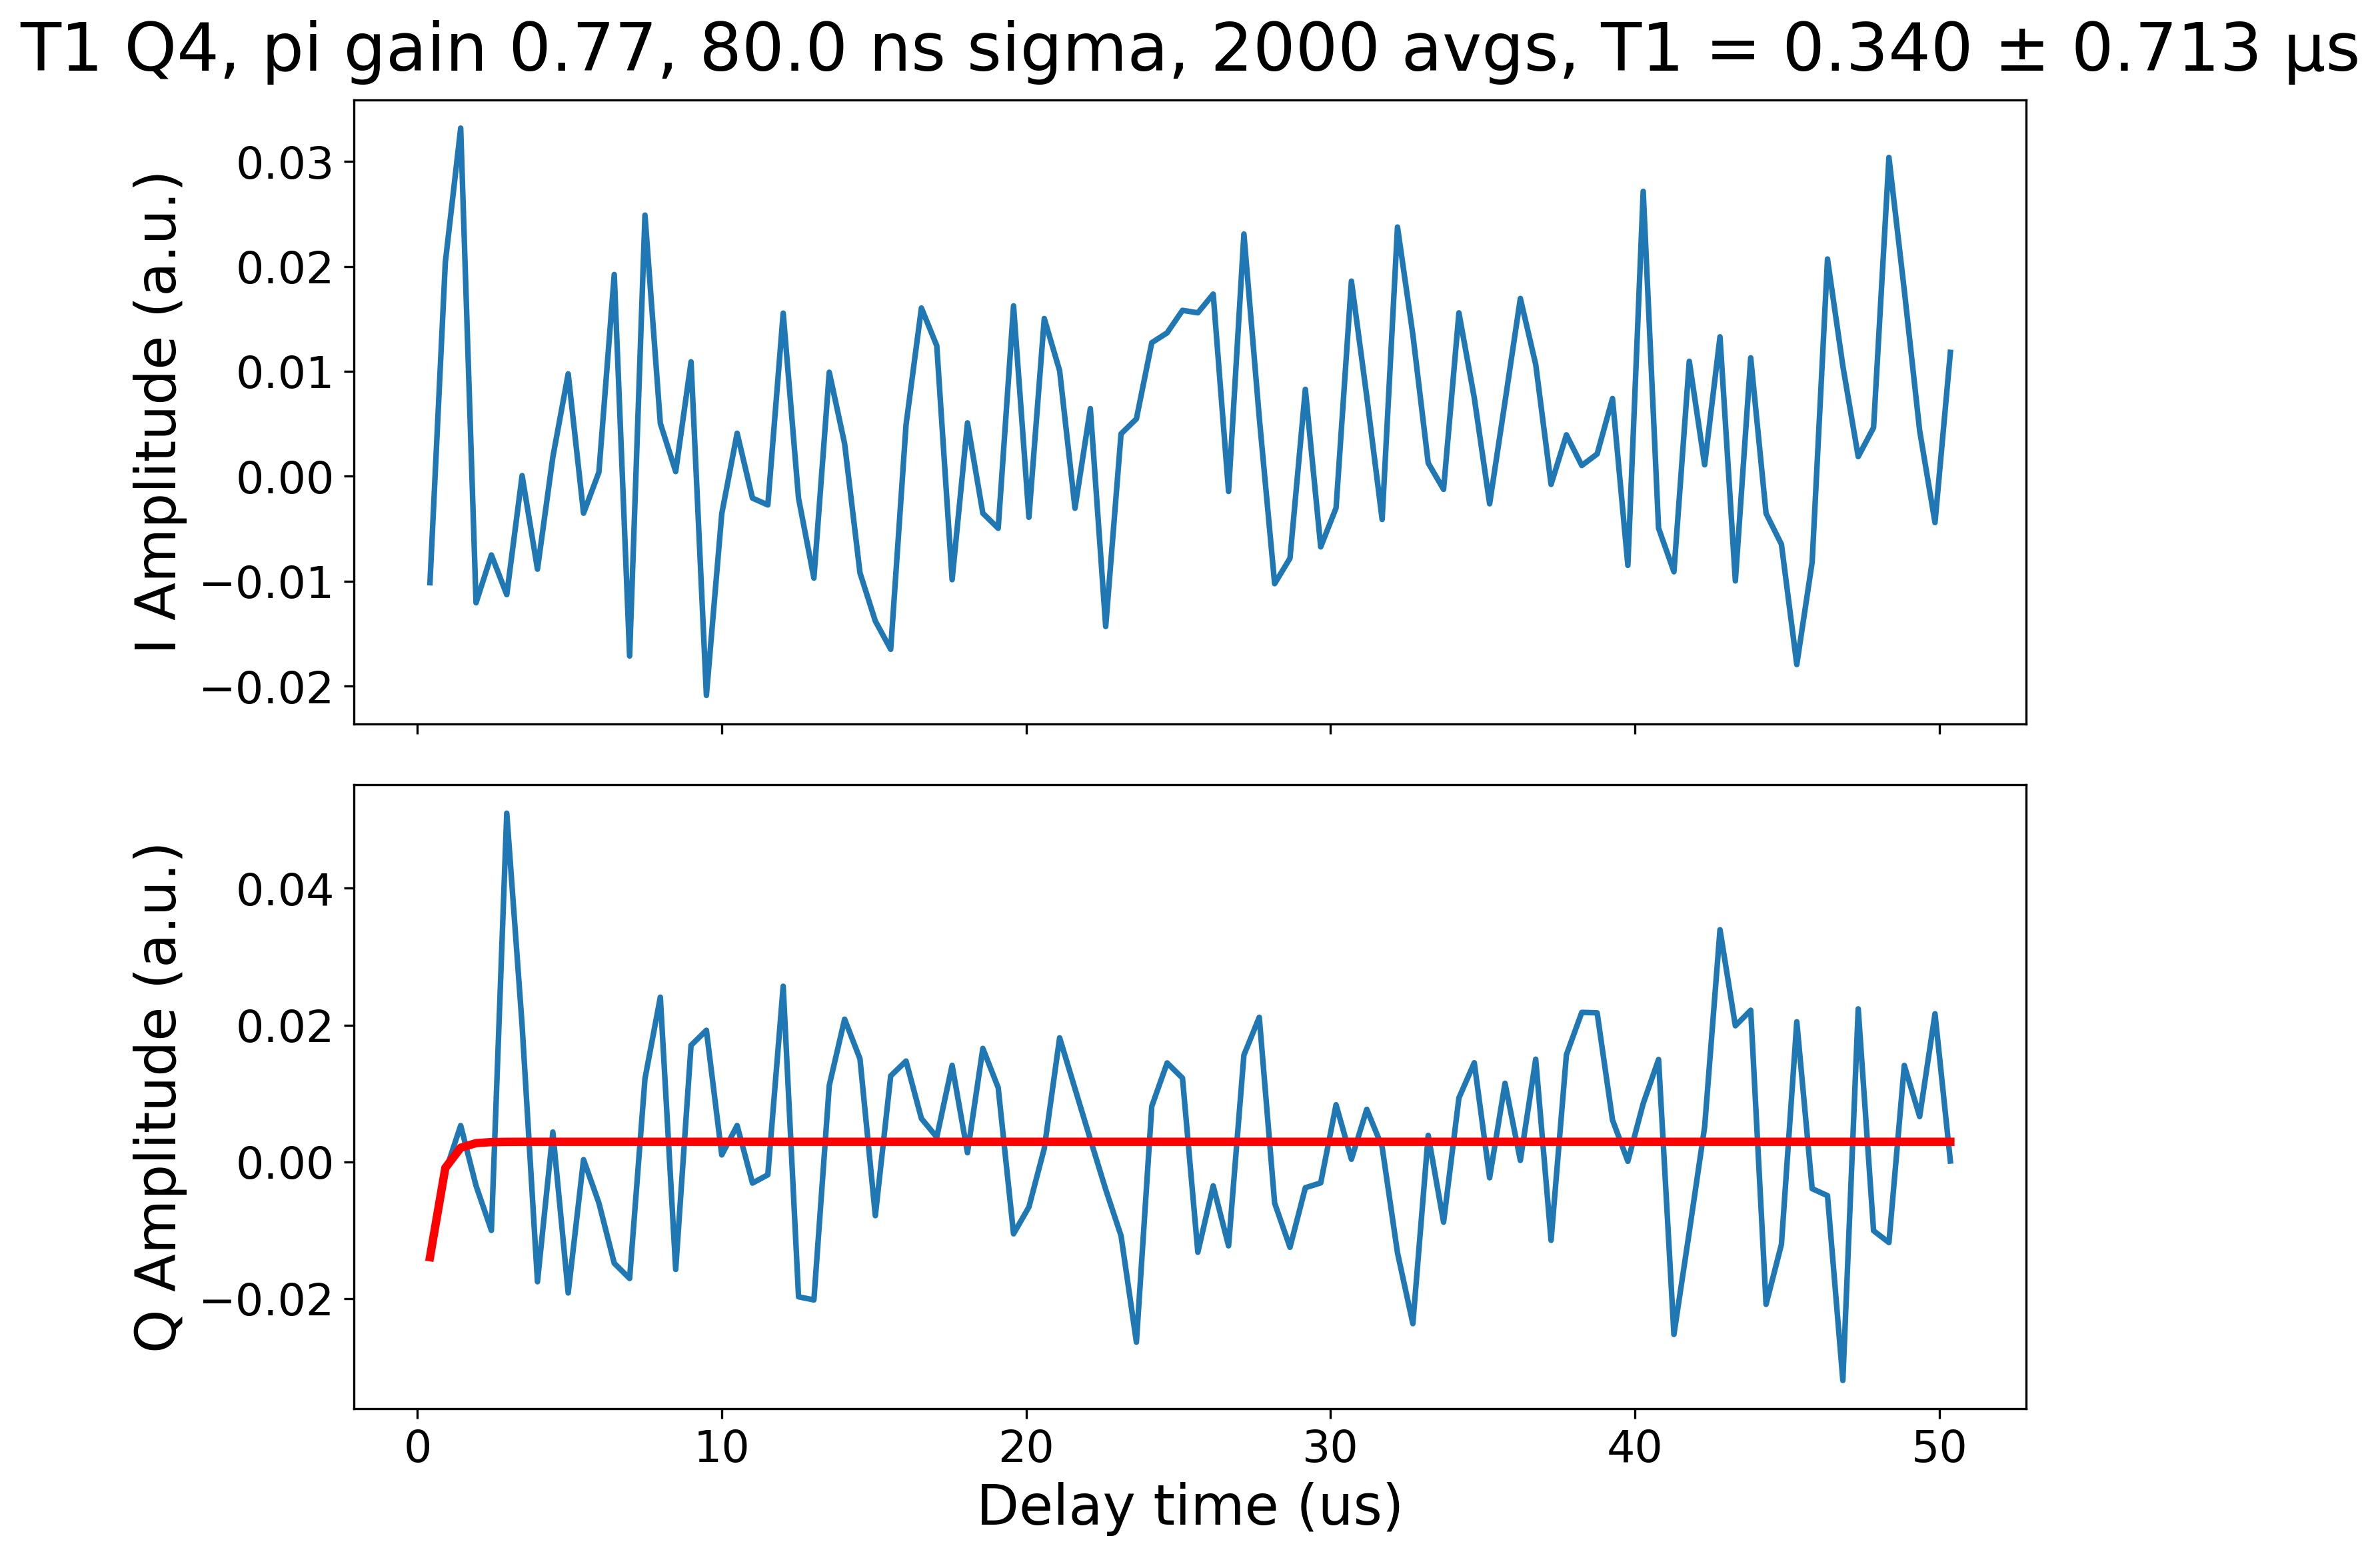 T1 Q4, pi gain 0.77, 80.0 ns sigma, 2000 avgs, T1 = 0.340 ± 0.713 µs
I Amplitude (a.u.)
0.03
0.02
0.01
0.00
−0.01
−0.02
Q Amplitude (a.u.)
0.04
0.02
0.00
−0.02
0 10 20 30 40 50
Delay time (us)